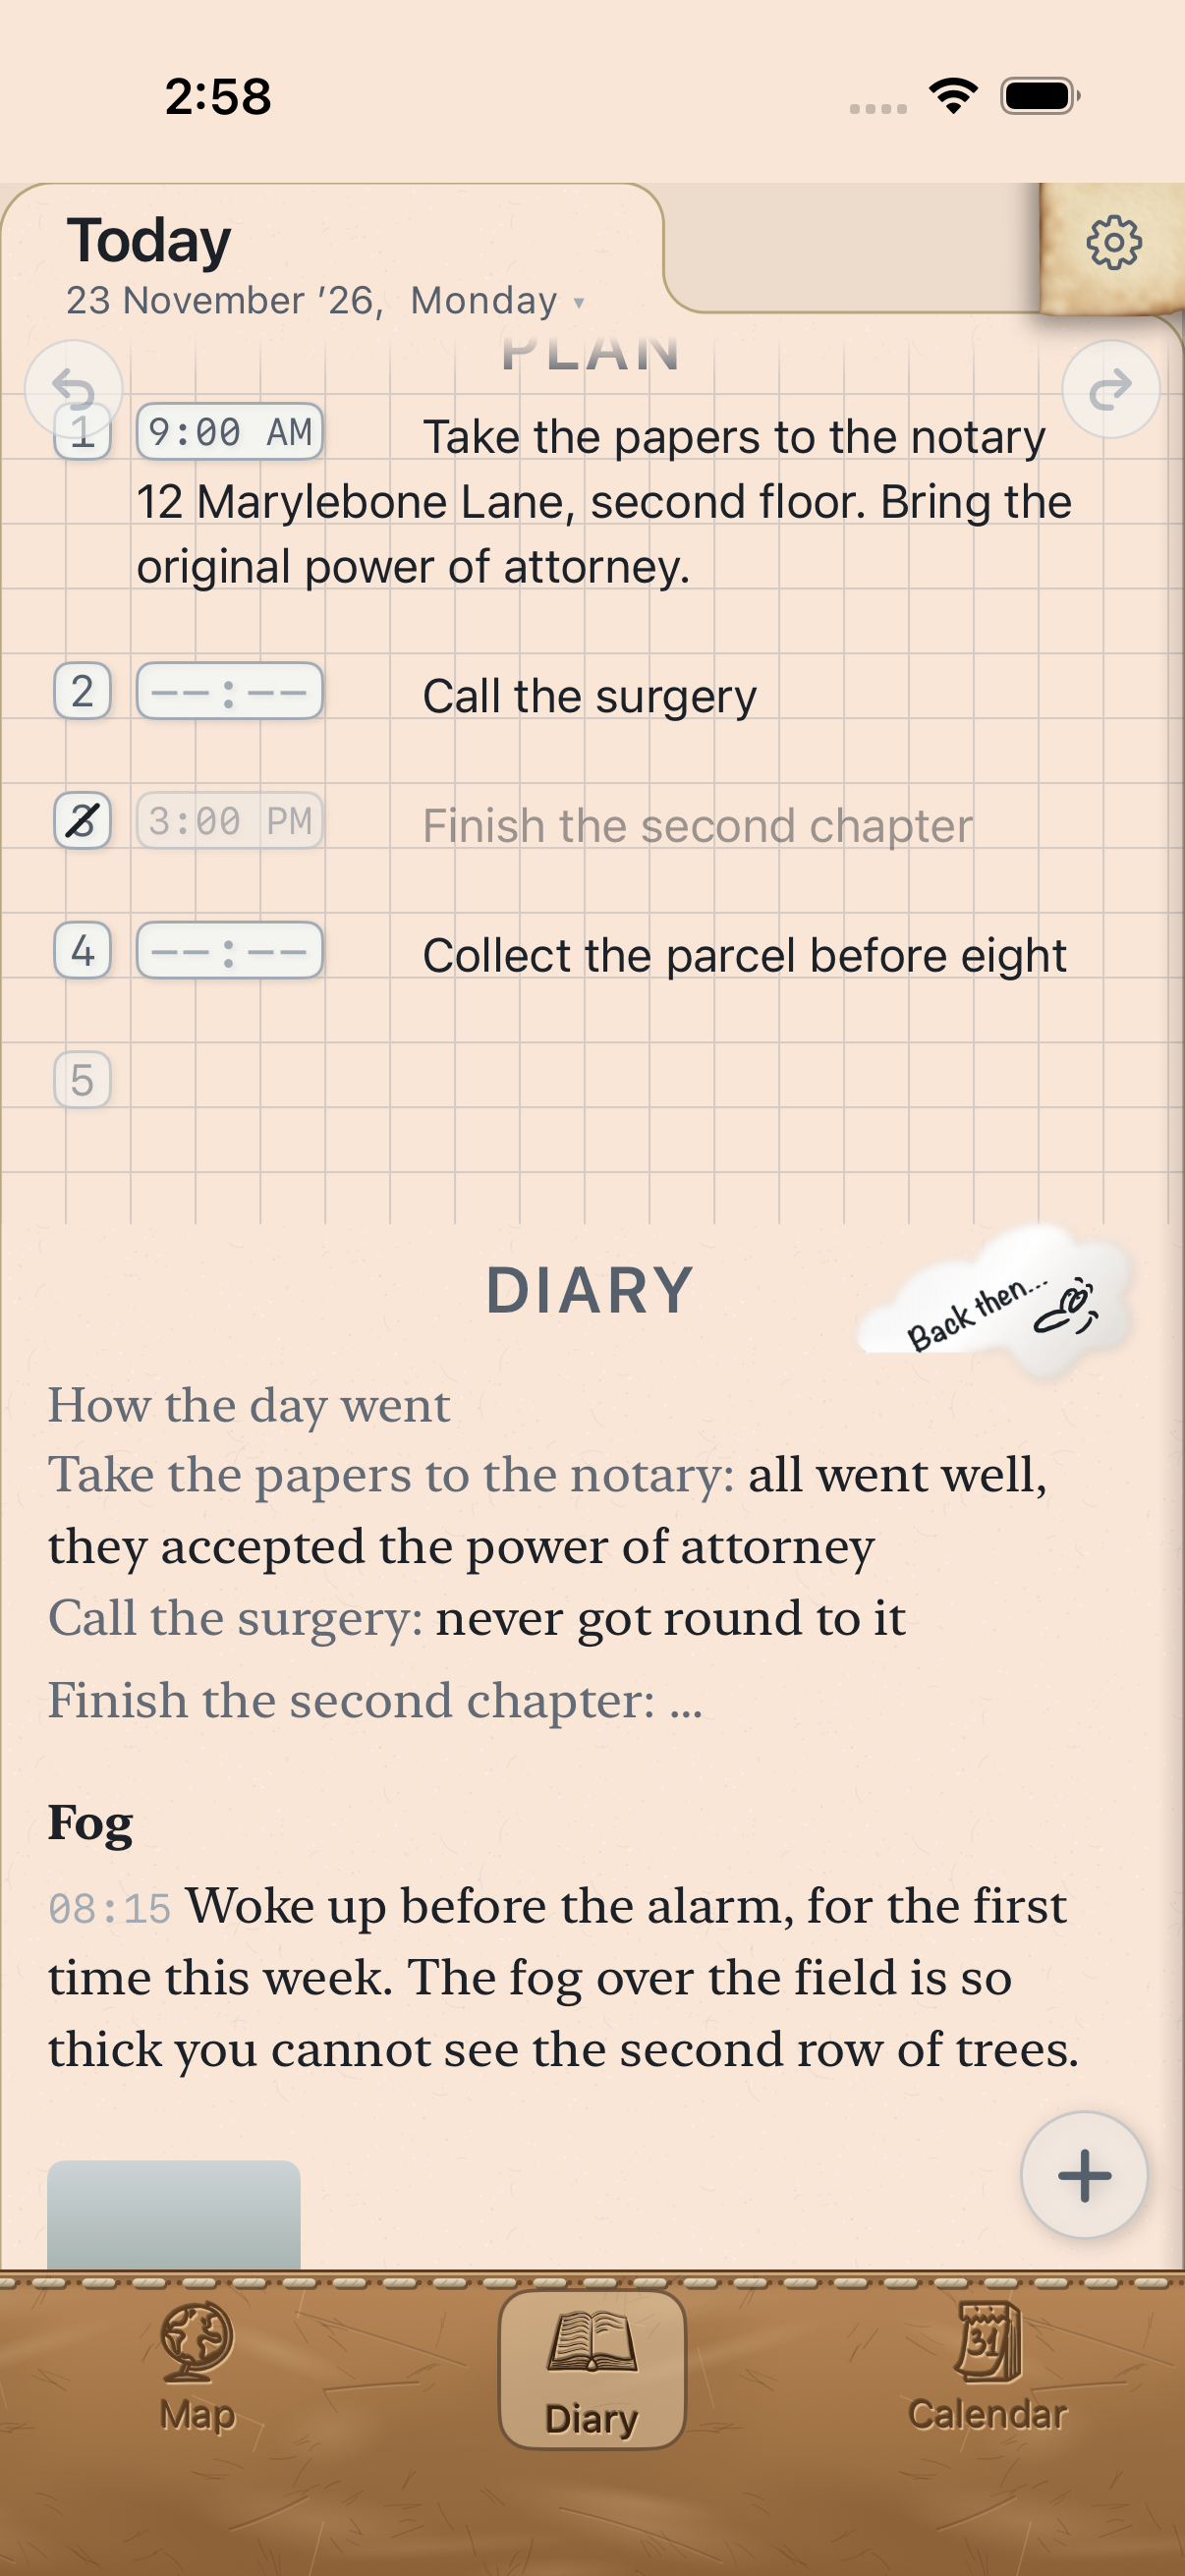 2:58
Today
23 November ’26, Monday
PLAN
1 9:00 AM Take the papers to the notary
12 Marylebone Lane, second floor. Bring the
original power of attorney.
2 --:-- Call the surgery
3 3:00 PM Finish the second chapter
4 --:-- Collect the parcel before eight
5
DIARY
Back then...
How the day went
Take the papers to the notary: all went well,
they accepted the power of attorney
Call the surgery: never got round to it
Finish the second chapter: ...
Fog
08:15 Woke up before the alarm, for the first
time this week. The fog over the field is so
thick you cannot see the second row of trees.
Map
Diary
31
Calendar